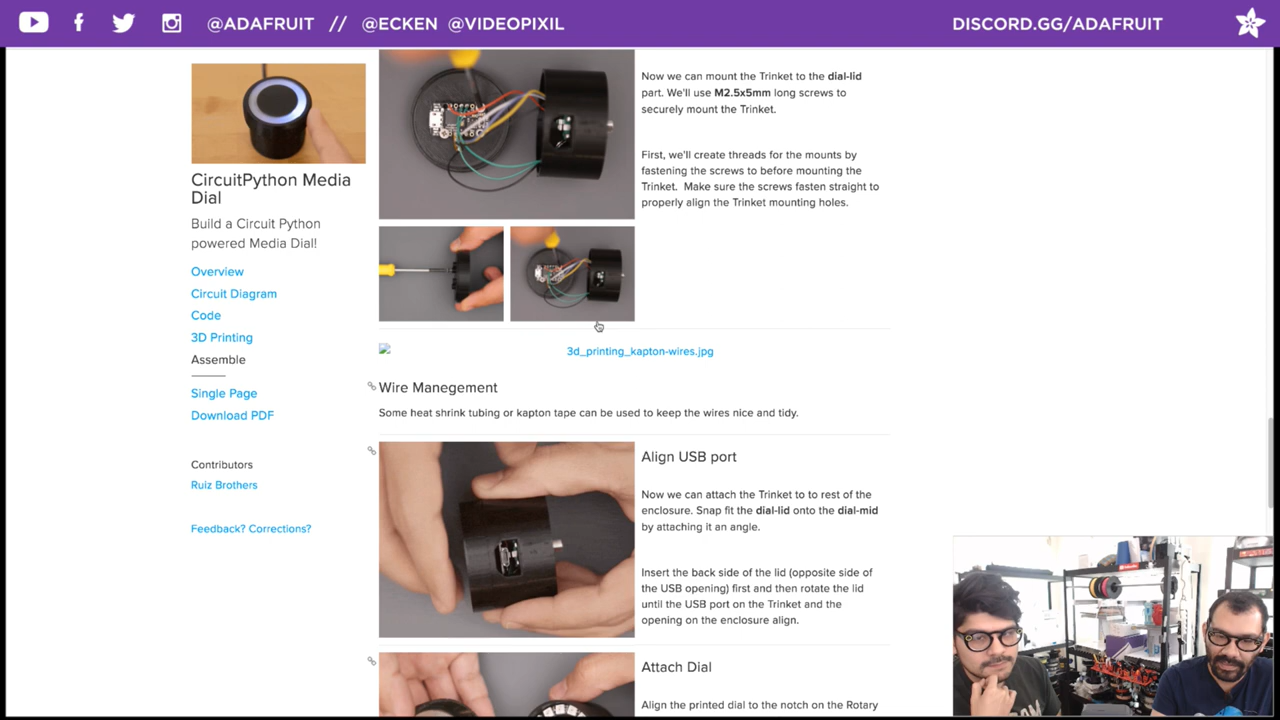 @ADAFRUIT // @ECKEN @VIDEOPIXIL
DISCORD.GG/ADAFRUIT
CircuitPython Media
Dial
Build a Circuit Python
powered Media Dial!
Overview
Circuit Diagram
Code
3D Printing
Assemble
Single Page
Download PDF
Contributors
Ruiz Brothers
Feedback? Corrections?
Now we can mount the Trinket to the dial-lid
part. We'll use M2.5x5mm long screws to
securely mount the Trinket.
First, we'll create threads for the mounts by
fastening the screws to before mounting the
Trinket. Make sure the screws fasten straight to
properly align the Trinket mounting holes.
3d_printing_kapton-wires.jpg
Wire Manegement
Some heat shrink tubing or kapton tape can be used to keep the wires nice and tidy.
Align USB port
Now we can attach the Trinket to to rest of the
enclosure. Snap fit the dial-lid onto the dial-mid
by attaching it an angle.
Insert the back side of the lid (opposite side of
the USB opening) first and then rotate the lid
until the USB port on the Trinket and the
opening on the enclosure align.
Attach Dial
Align the printed dial to the notch on the Rotary